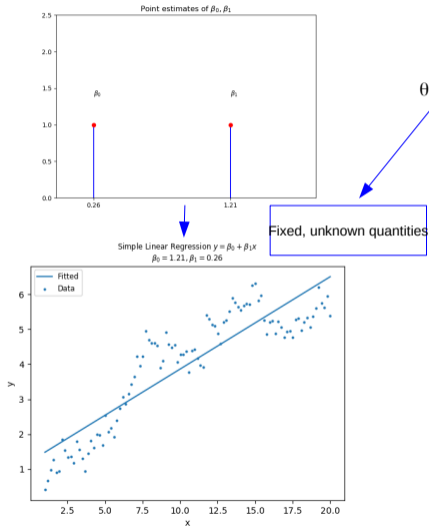 Point estimates of β₀, β₁
2.5
2.0
1.5
1.0
0.5
0.0
β₀
β₁
0.26
1.21
θ
Fixed, unknown quantities
Simple Linear Regression y = β₀ + β₁x
β₀ = 1.21, β₁ = 0.26
Fitted
Data
y
6
5
4
3
2
1
2.5 5.0 7.5 10.0 12.5 15.0 17.5 20.0
x